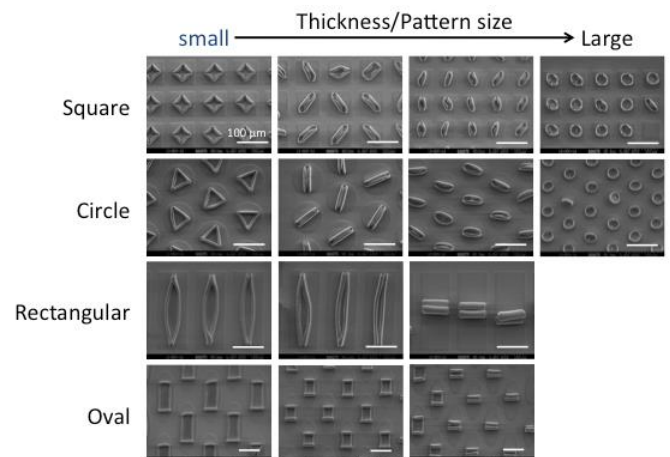 Thickness/Pattern size
small
Large
Square
100 µm
Circle
Rectangular
Oval